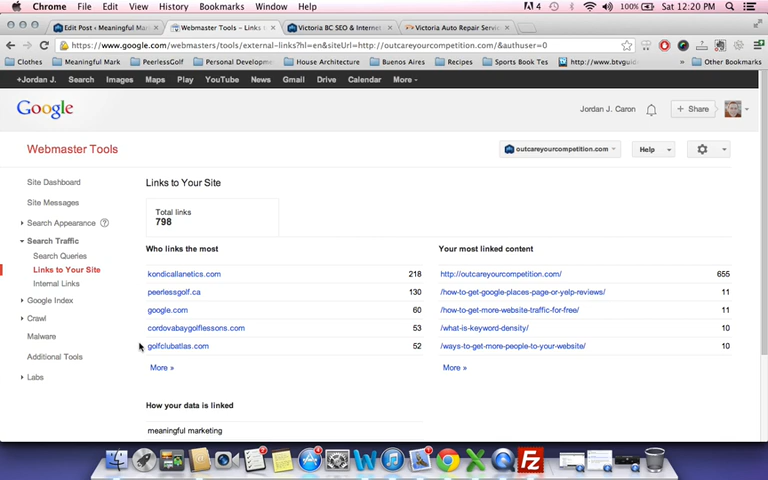 Chrome File Edit View History Bookmarks Window Help 4 100% Sat 12:20 PM
Edit Post ‹ Meaningful Mark Webmaster Tools – Links to Victoria BC SEO & Internet Victoria Auto Repair Service
https://www.google.com/webmasters/tools/external-links?hl=en&siteUrl=http://outcareyourcompetition.com/&authuser=0
Clothes Meaningful Mark PeerlessGolf Personal Developm House Architecture Buenos Aires Recipes Sports Book Tes http://www.btvguid Other Bookmarks
+Jordan J. Search Images Maps Play YouTube News Gmail Drive Calendar More
Google Jordan J. Caron + Share
Webmaster Tools outcareyourcompetition.com Help
Site Dashboard
Site Messages
Search Appearance
Search Traffic
Search Queries
Links to Your Site
Internal Links
Google Index
Crawl
Malware
Additional Tools
Labs
Links to Your Site
Total links
798
Who links the most
kondicallanetics.com 218
peerlessgolf.ca 130
google.com 60
cordovabaygolflessons.com 53
golfclubatlas.com 52
More »
Your most linked content
http://outcareyourcompetition.com/ 655
/how-to-get-google-places-page-or-yelp-reviews/ 11
/how-to-get-more-website-traffic-for-free/ 11
/what-is-keyword-density/ 10
/ways-to-get-more-people-to-your-website/ 10
More »
How your data is linked
meaningful marketing